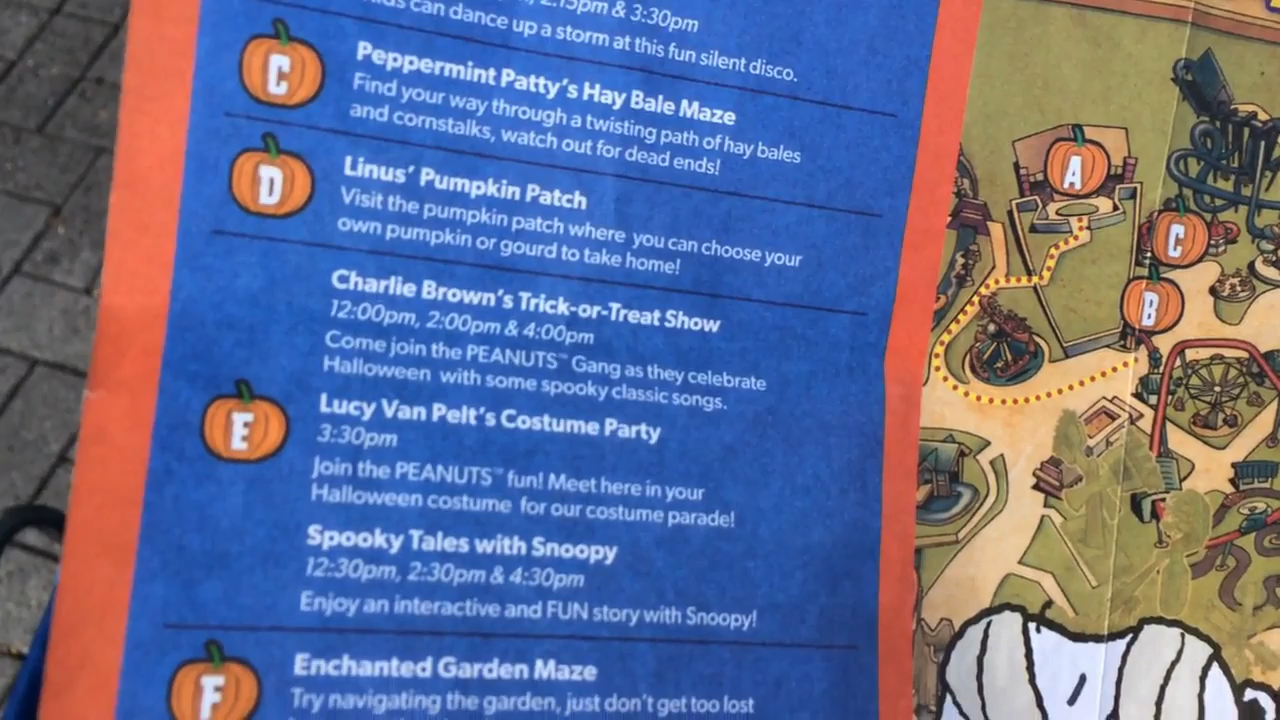 2:15pm & 3:30pm
can dance up a storm at this fun silent disco.
C
Peppermint Patty's Hay Bale Maze
Find your way through a twisting path of hay bales
and cornstalks, watch out for dead ends!
D
Linus' Pumpkin Patch
Visit the pumpkin patch where you can choose your
own pumpkin or gourd to take home!
Charlie Brown's Trick-or-Treat Show
12:00pm, 2:00pm & 4:00pm
Come join the PEANUTS™ Gang as they celebrate
Halloween with some spooky classic songs.
E
Lucy Van Pelt's Costume Party
3:30pm
Join the PEANUTS™ fun! Meet here in your
Halloween costume for our costume parade!
Spooky Tales with Snoopy
12:30pm, 2:30pm & 4:30pm
Enjoy an interactive and FUN story with Snoopy!
F
Enchanted Garden Maze
Try navigating the garden, just don't get too lost
A
C
B